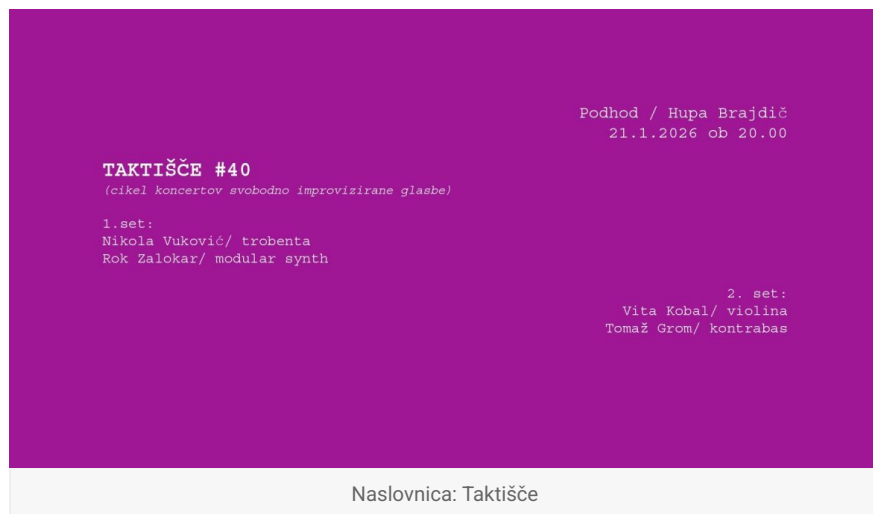 Podhod / Hupa Brajdič
21.1.2026 ob 20.00
TAKTIŠČE #40
(cikel koncertov svobodno improvizirane glasbe)
1.set:
Nikola Vuković/ trobenta
Rok Zalokar/ modular synth
2. set:
Vita Kobal/ violina
Tomaž Grom/ kontrabas
Naslovnica: Taktišče